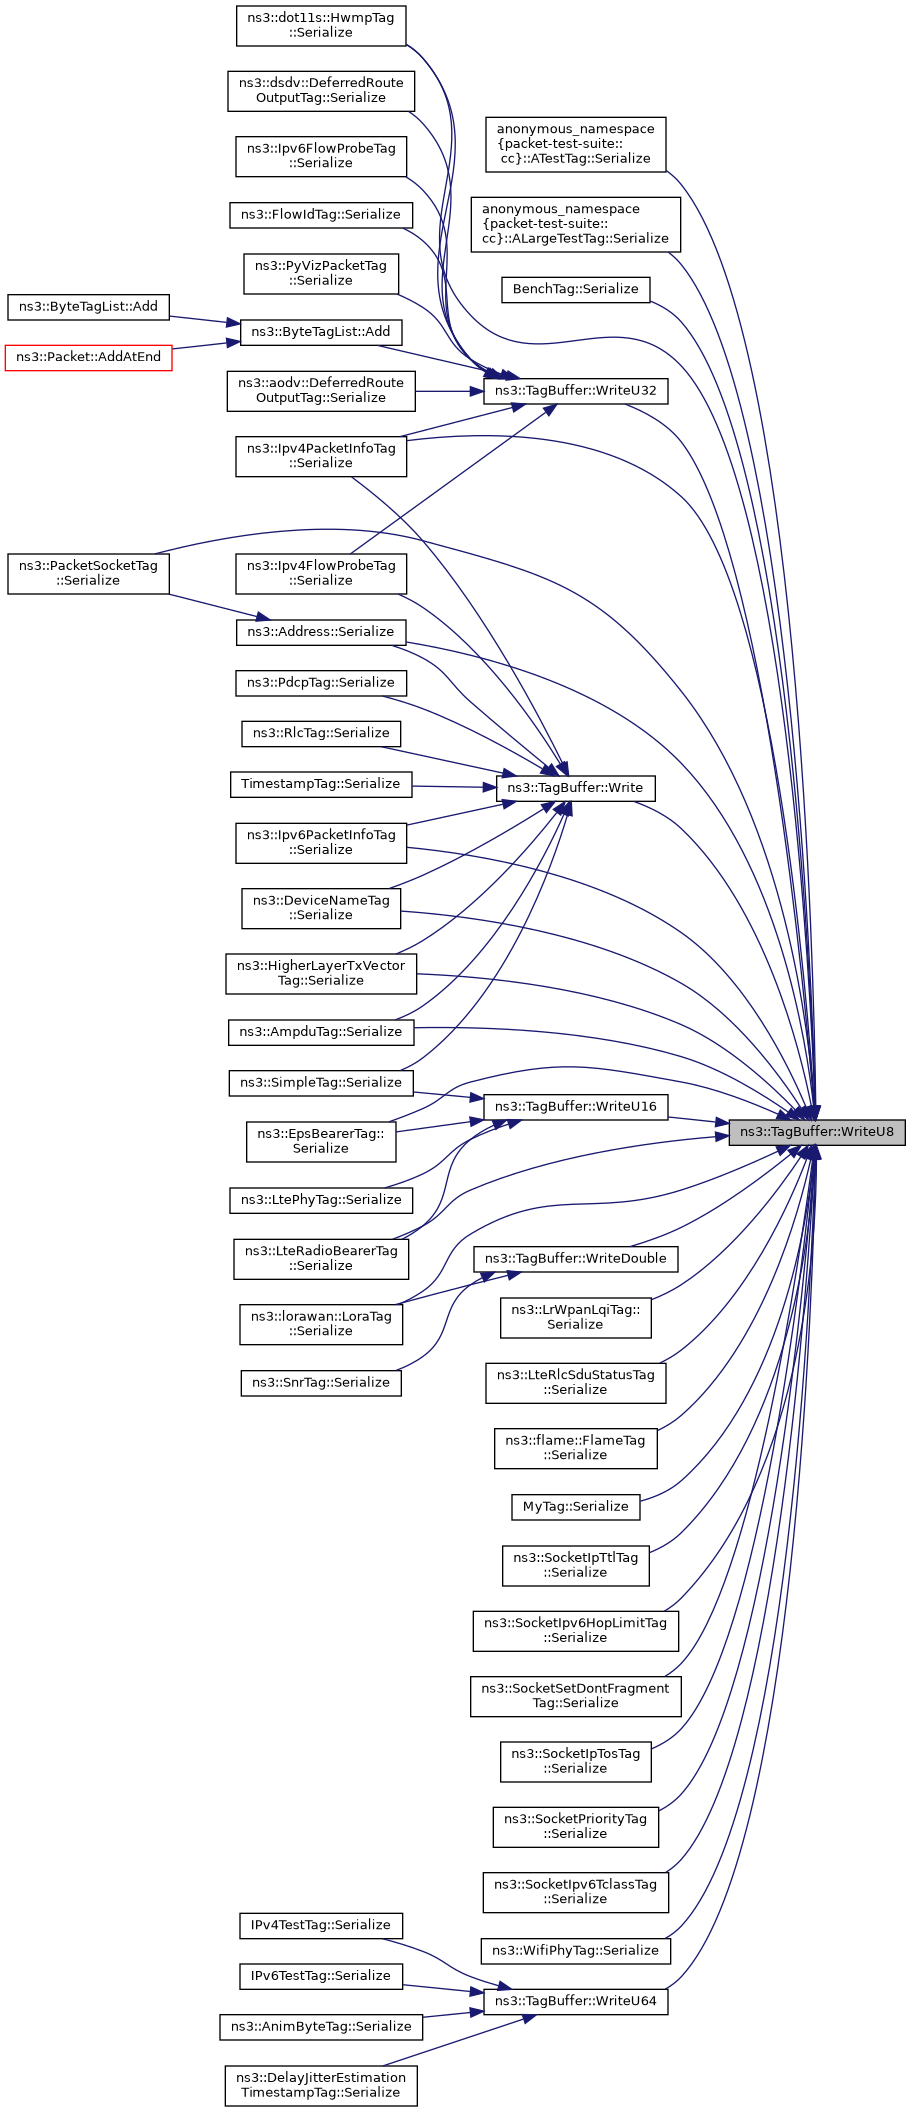 ns3::dot11s::HwmpTag
::Serialize
ns3::dsdv::DeferredRoute
OutputTag::Serialize
anonymous_namespace
{packet-test-suite::
cc}::ATestTag::Serialize
ns3::Ipv6FlowProbeTag
::Serialize
ns3::FlowIdTag::Serialize
anonymous_namespace
{packet-test-suite::
cc}::ALargeTestTag::Serialize
ns3::PyVizPacketTag
::Serialize
BenchTag::Serialize
ns3::ByteTagList::Add
ns3::ByteTagList::Add
ns3::Packet::AddAtEnd
ns3::aodv::DeferredRoute
OutputTag::Serialize
ns3::TagBuffer::WriteU32
ns3::Ipv4PacketInfoTag
::Serialize
ns3::PacketSocketTag
::Serialize
ns3::Ipv4FlowProbeTag
::Serialize
ns3::Address::Serialize
ns3::PdcpTag::Serialize
ns3::RlcTag::Serialize
TimestampTag::Serialize
ns3::TagBuffer::Write
ns3::Ipv6PacketInfoTag
::Serialize
ns3::DeviceNameTag
::Serialize
ns3::HigherLayerTxVector
Tag::Serialize
ns3::AmpduTag::Serialize
ns3::SimpleTag::Serialize
ns3::TagBuffer::WriteU16
ns3::TagBuffer::WriteU8
ns3::EpsBearerTag::
Serialize
ns3::LtePhyTag::Serialize
ns3::LteRadioBearerTag
::Serialize
ns3::TagBuffer::WriteDouble
ns3::lorawan::LoraTag
::Serialize
ns3::LrWpanLqiTag::
Serialize
ns3::SnrTag::Serialize
ns3::LteRlcSduStatusTag
::Serialize
ns3::flame::FlameTag
::Serialize
MyTag::Serialize
ns3::SocketIpTtlTag
::Serialize
ns3::SocketIpv6HopLimitTag
::Serialize
ns3::SocketSetDontFragment
Tag::Serialize
ns3::SocketIpTosTag
::Serialize
ns3::SocketPriorityTag
::Serialize
ns3::SocketIpv6TclassTag
::Serialize
IPv4TestTag::Serialize
ns3::WifiPhyTag::Serialize
IPv6TestTag::Serialize
ns3::TagBuffer::WriteU64
ns3::AnimByteTag::Serialize
ns3::DelayJitterEstimation
TimestampTag::Serialize